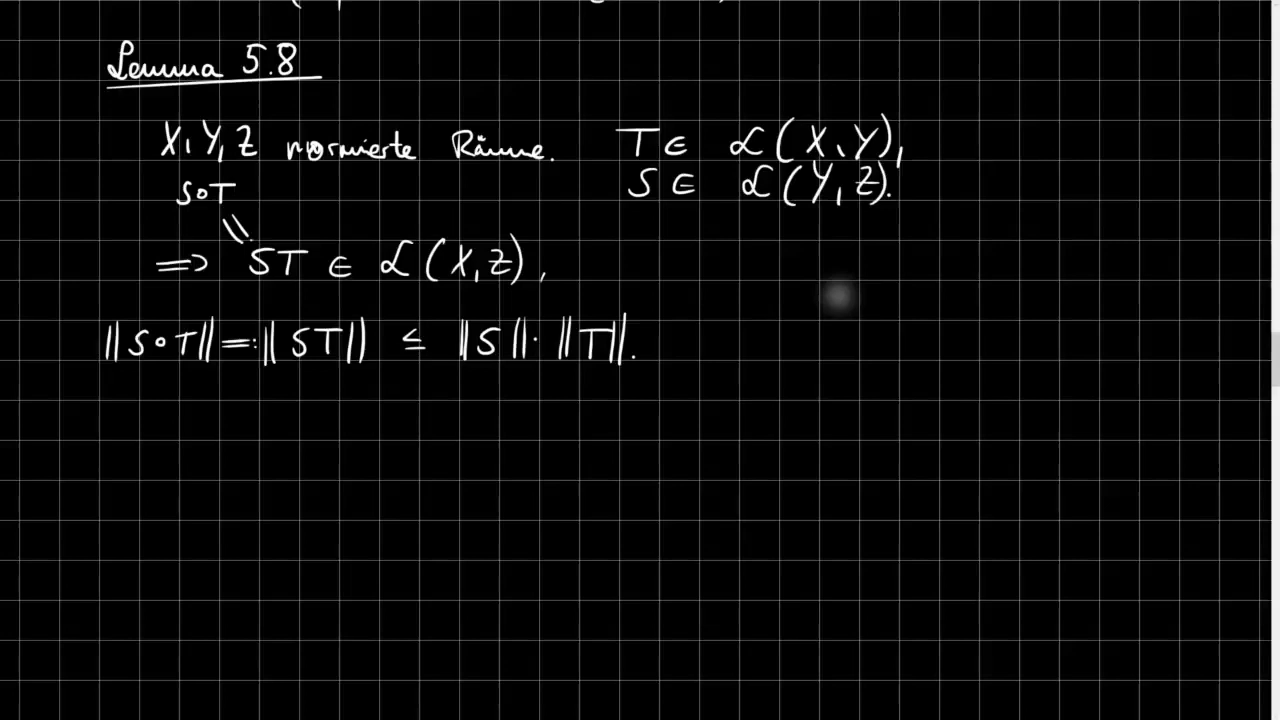 Lemma 5.8
X, Y, Z normierte Räume. T ∈ L(X, Y),
S ∈ L(Y, Z).
S∘T
=
⇒ ST ∈ L(X, Z),
||S∘T|| =: ||ST|| ≤ ||S|| · ||T||.